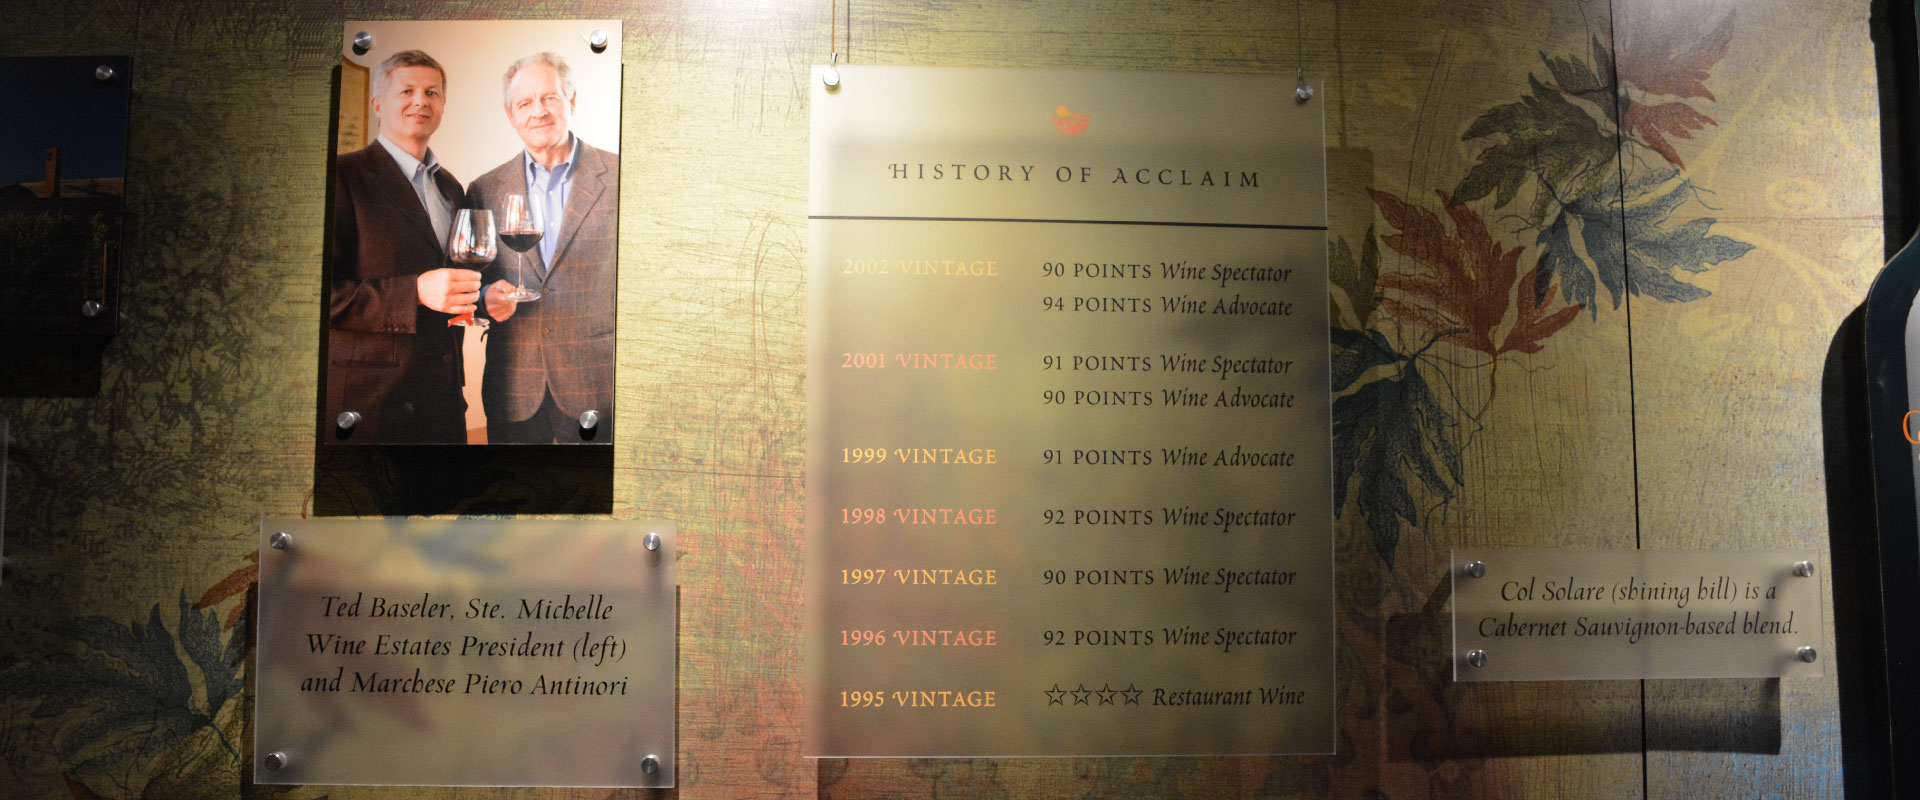 HISTORY OF ACCLAIM
2002 VINTAGE 90 POINTS Wine Spectator
94 POINTS Wine Advocate
2001 VINTAGE 91 POINTS Wine Spectator
90 POINTS Wine Advocate
1999 VINTAGE 91 POINTS Wine Advocate
1998 VINTAGE 92 POINTS Wine Spectator
1997 VINTAGE 90 POINTS Wine Spectator
1996 VINTAGE 92 POINTS Wine Spectator
1995 VINTAGE ☆☆☆☆ Restaurant Wine
Ted Baseler, Ste. Michelle
Wine Estates President (left)
and Marchese Piero Antinori
Col Solare (shining hill) is a
Cabernet Sauvignon-based blend.